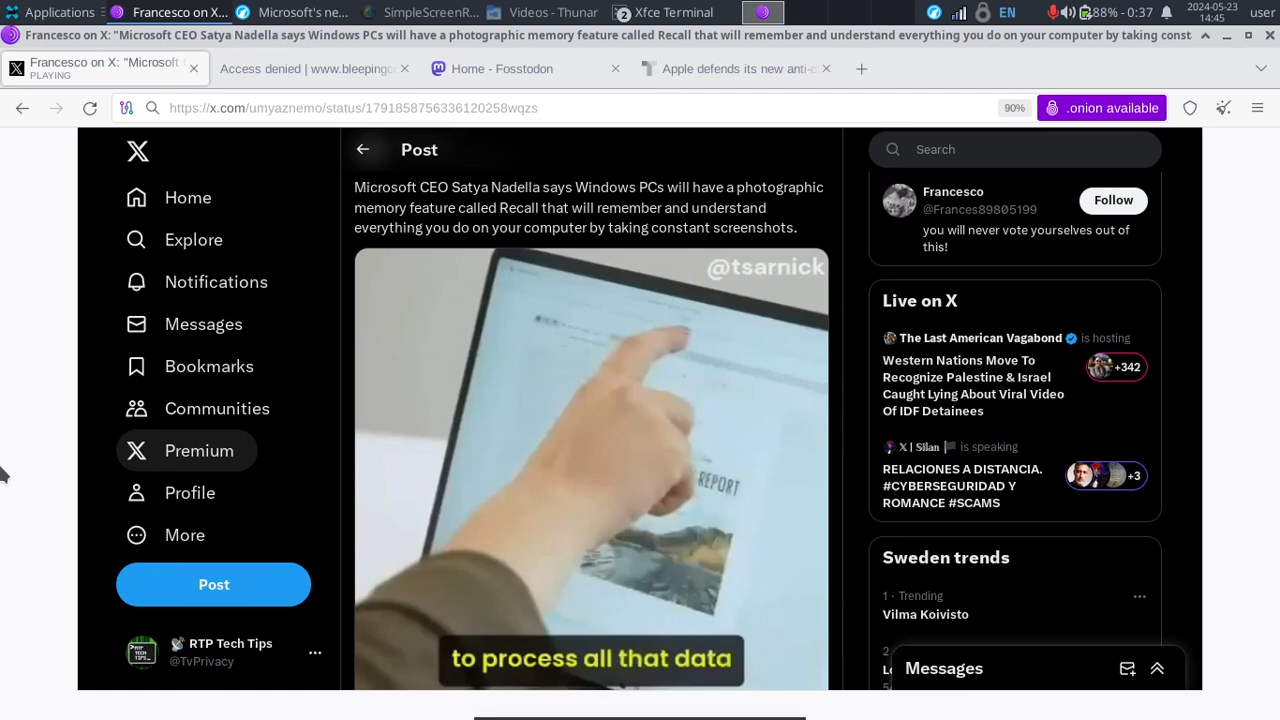 Applications
Francesco on X...
Microsoft's ne...
SimpleScreenR...
Videos - Thunar
2
Xfce Terminal
EN
88% - 0:37
2024-05-23
14:45
user
Francesco on X: "Microsoft CEO Satya Nadella says Windows PCs will have a photographic memory feature called Recall that will remember and understand everything you do on your computer by taking const
Francesco on X: "Microsoft
PLAYING
Access denied | www.bleepingc
Home - Fosstodon
Apple defends its new anti-
https://x.com/umyaznemo/status/1791858756336120258wqzs
90%
.onion available
Home
Explore
Notifications
Messages
Bookmarks
Communities
Premium
Profile
More
Post
RTP Tech Tips
@TvPrivacy
Post
Microsoft CEO Satya Nadella says Windows PCs will have a photographic
memory feature called Recall that will remember and understand
everything you do on your computer by taking constant screenshots.
@tsarnick
REPORT
to process all that data
Search
Francesco
@Frances89805199
Follow
you will never vote yourselves out of
this!
Live on X
The Last American Vagabond is hosting
Western Nations Move To
Recognize Palestine & Israel
Caught Lying About Viral Video
Of IDF Detainees
+342
𝕏 | Silan is speaking
RELACIONES A DISTANCIA.
#CYBERSEGURIDAD Y
ROMANCE #SCAMS
+3
Sweden trends
1 · Trending
Vilma Koivisto
2
Messages